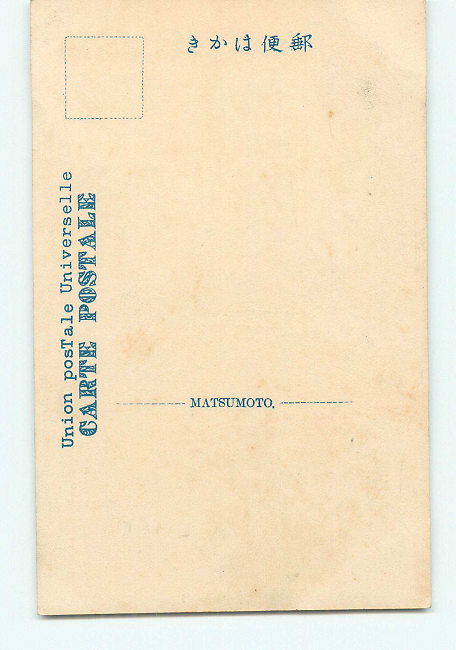 きかは便郵
Union posTale Universelle
CARTE POSTALE
MATSUMOTO.